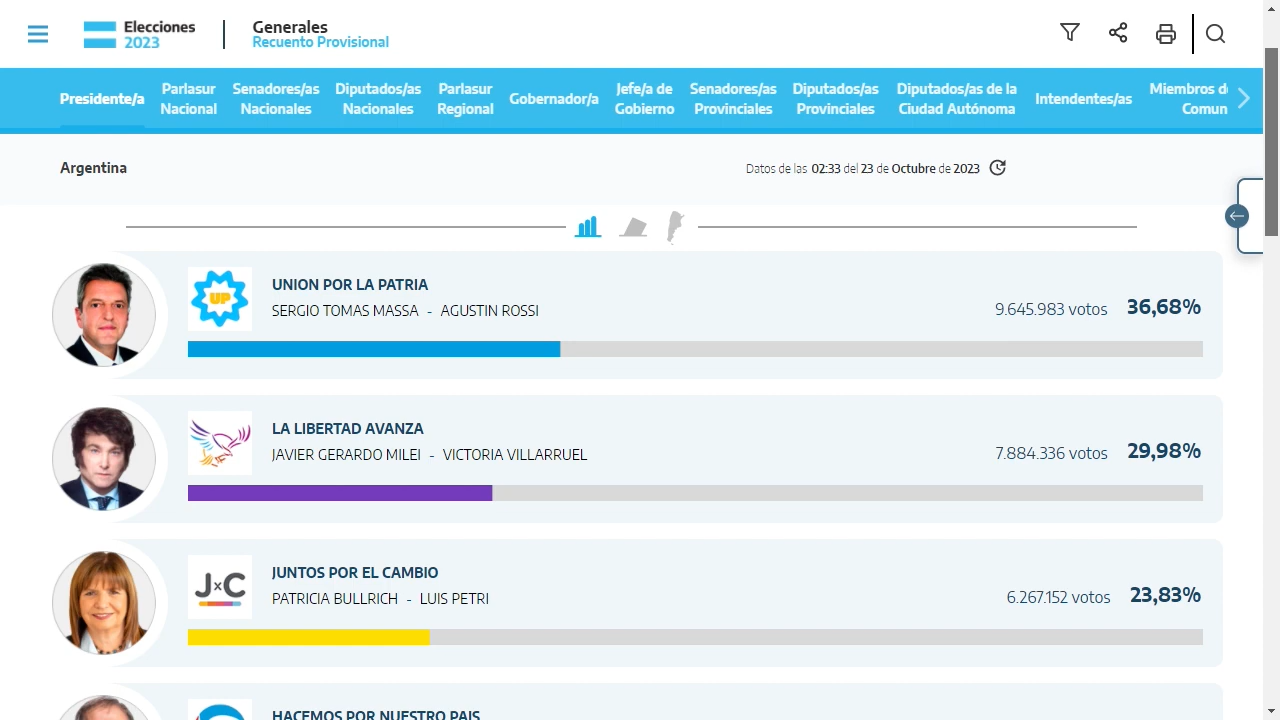 Elecciones
2023
Generales
Recuento Provisional
Presidente/a
Parlasur
Nacional
Senadores/as
Nacionales
Diputados/as
Nacionales
Parlasur
Regional
Gobernador/a
Jefe/a de
Gobierno
Senadores/as
Provinciales
Diputados/as
Provinciales
Diputados/as de la
Ciudad Autónoma
Intendentes/as
Miembros d
Comun
Argentina
Datos de las 02:33 del 23 de Octubre de 2023
UP
UNION POR LA PATRIA
SERGIO TOMAS MASSA - AGUSTIN ROSSI
9.645.983 votos 36,68%
LA LIBERTAD AVANZA
JAVIER GERARDO MILEI - VICTORIA VILLARRUEL
7.884.336 votos 29,98%
JxC
JUNTOS POR EL CAMBIO
PATRICIA BULLRICH - LUIS PETRI
6.267.152 votos 23,83%
HACEMOS POR NUESTRO PAIS